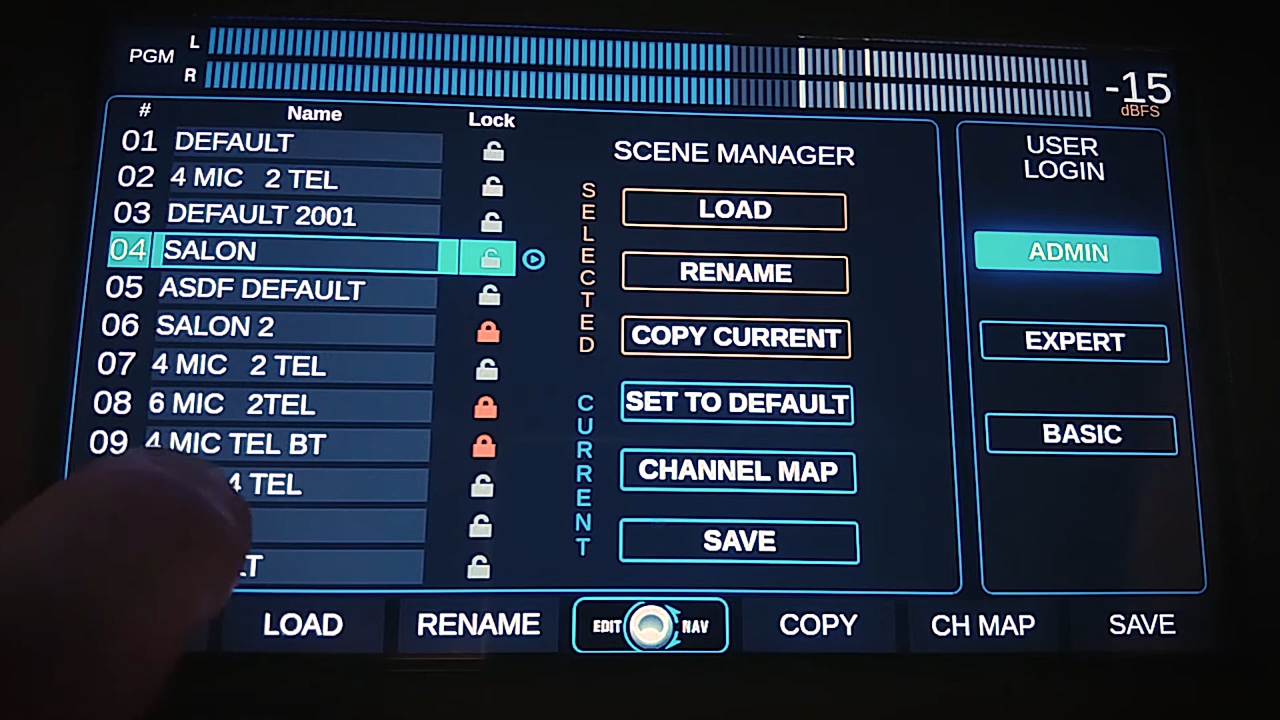 PGM L
R
-15
dBFS
# Name Lock
01 DEFAULT
02 4 MIC 2 TEL
03 DEFAULT 2001
04 SALON
05 ASDF DEFAULT
06 SALON 2
07 4 MIC 2 TEL
08 6 MIC 2TEL
09 4 MIC TEL BT
4 TEL
SCENE MANAGER
SELECTED
LOAD
RENAME
COPY CURRENT
CURRENT
SET TO DEFAULT
CHANNEL MAP
SAVE
USER
LOGIN
ADMIN
EXPERT
BASIC
LOAD RENAME EDIT NAV COPY CH MAP SAVE